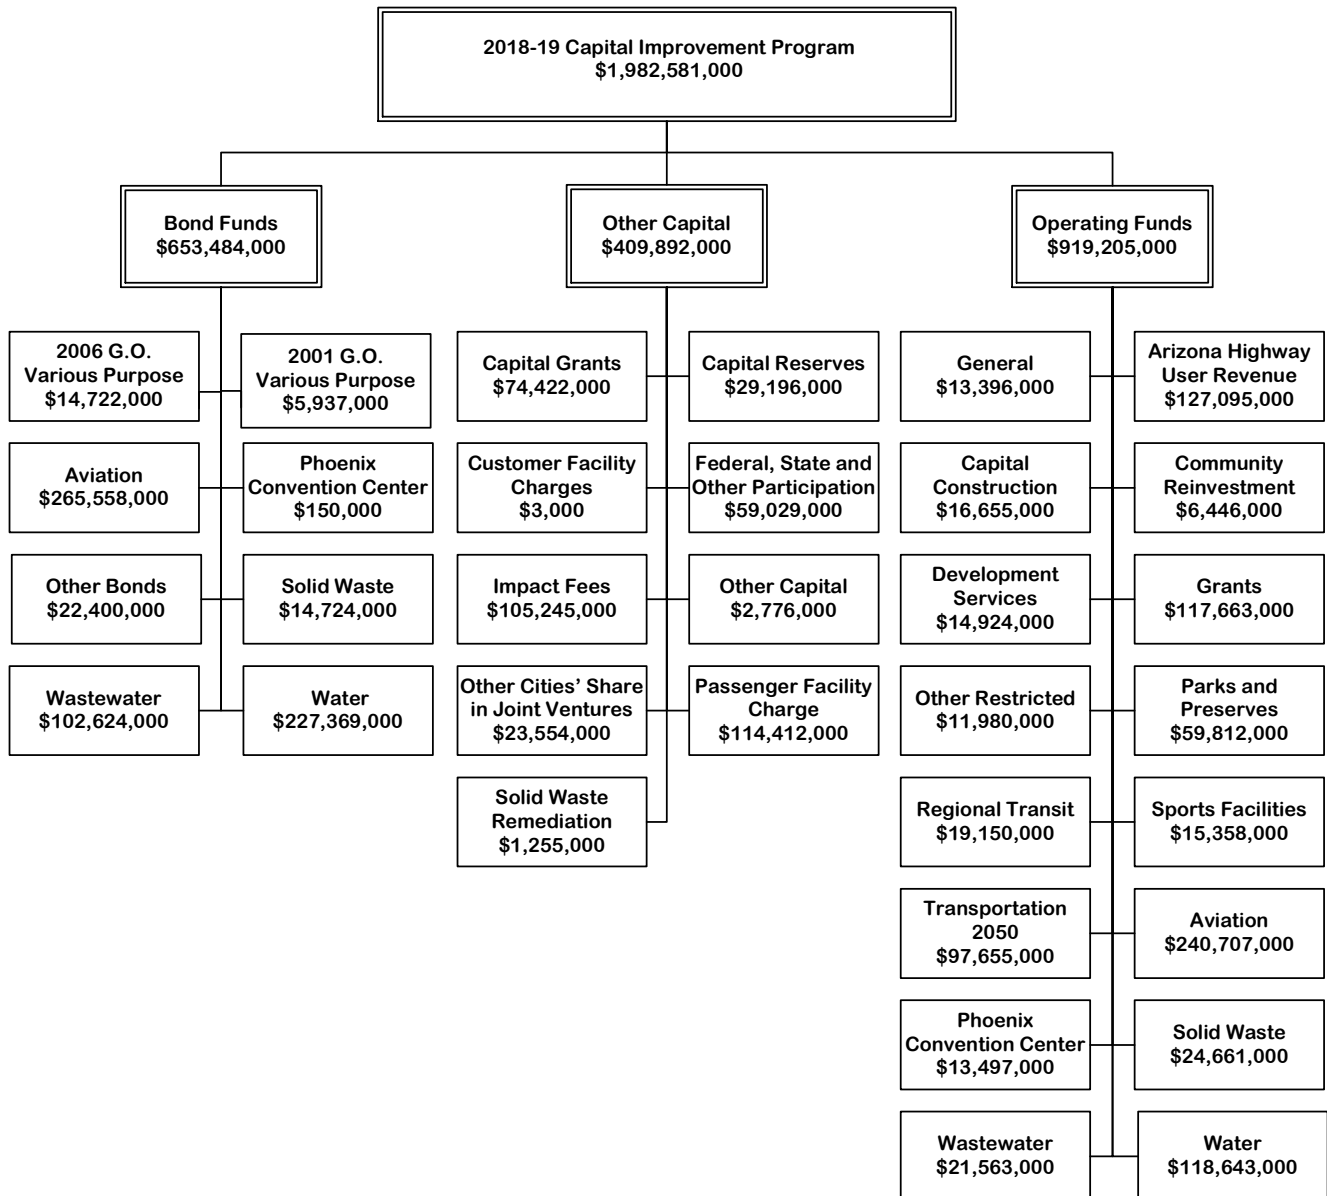 2018-19 Capital Improvement Program
$1,982,581,000
Bond Funds
$653,484,000
Other Capital
$409,892,000
Operating Funds
$919,205,000
2006 G.O.
Various Purpose
$14,722,000
2001 G.O.
Various Purpose
$5,937,000
Aviation
$265,558,000
Phoenix
Convention Center
$150,000
Other Bonds
$22,400,000
Solid Waste
$14,724,000
Wastewater
$102,624,000
Water
$227,369,000
Capital Grants
$74,422,000
Capital Reserves
$29,196,000
Customer Facility
Charges
$3,000
Federal, State and
Other Participation
$59,029,000
Impact Fees
$105,245,000
Other Capital
$2,776,000
Other Cities’ Share
in Joint Ventures
$23,554,000
Passenger Facility
Charge
$114,412,000
Solid Waste
Remediation
$1,255,000
General
$13,396,000
Arizona Highway
User Revenue
$127,095,000
Capital
Construction
$16,655,000
Community
Reinvestment
$6,446,000
Development
Services
$14,924,000
Grants
$117,663,000
Other Restricted
$11,980,000
Parks and
Preserves
$59,812,000
Regional Transit
$19,150,000
Sports Facilities
$15,358,000
Transportation
2050
$97,655,000
Aviation
$240,707,000
Phoenix
Convention Center
$13,497,000
Solid Waste
$24,661,000
Wastewater
$21,563,000
Water
$118,643,000